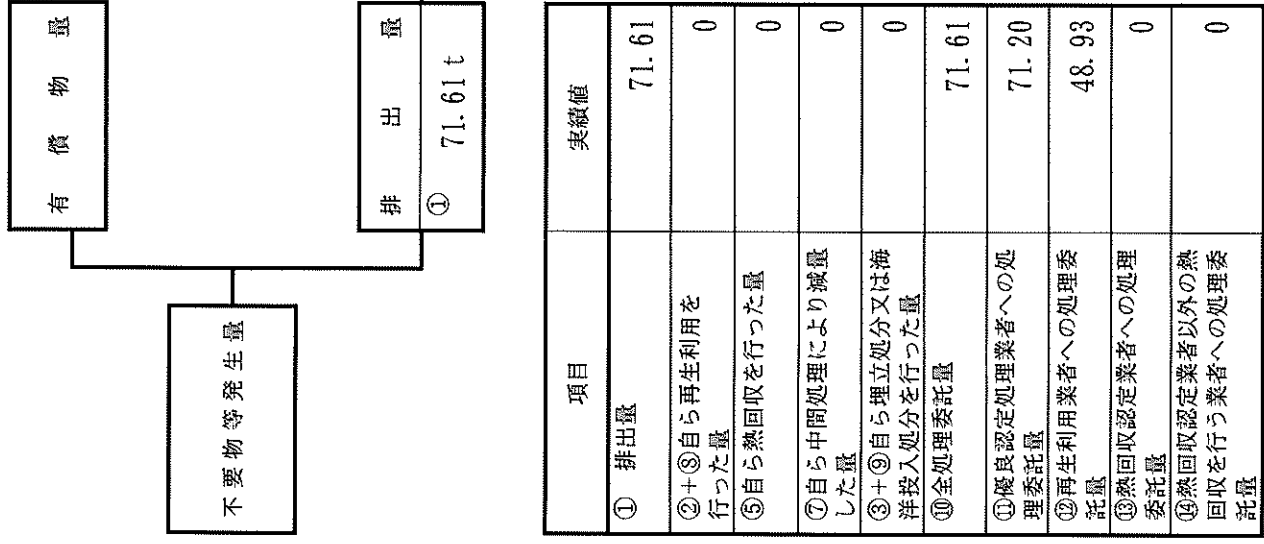 有償物量
不要物等発生量
排出量
① 71.61t
項目 実績値
① 排出量 71.61
②+⑧自ら再生利用を
行った量 0
⑤自ら熱回収を行った量 0
⑦自ら中間処理により減量
した量 0
③+⑨自ら埋立処分又は海
洋投入処分を行った量 0
⑩全処理委託量 71.61
⑪優良認定処理業者への処
理委託量 71.20
⑫再生利用業者への処理委
託量 48.93
⑬熱回収認定業者への処理
委託量 0
⑭熱回収認定業者以外の熱
回収を行う業者への処理委
託量 0